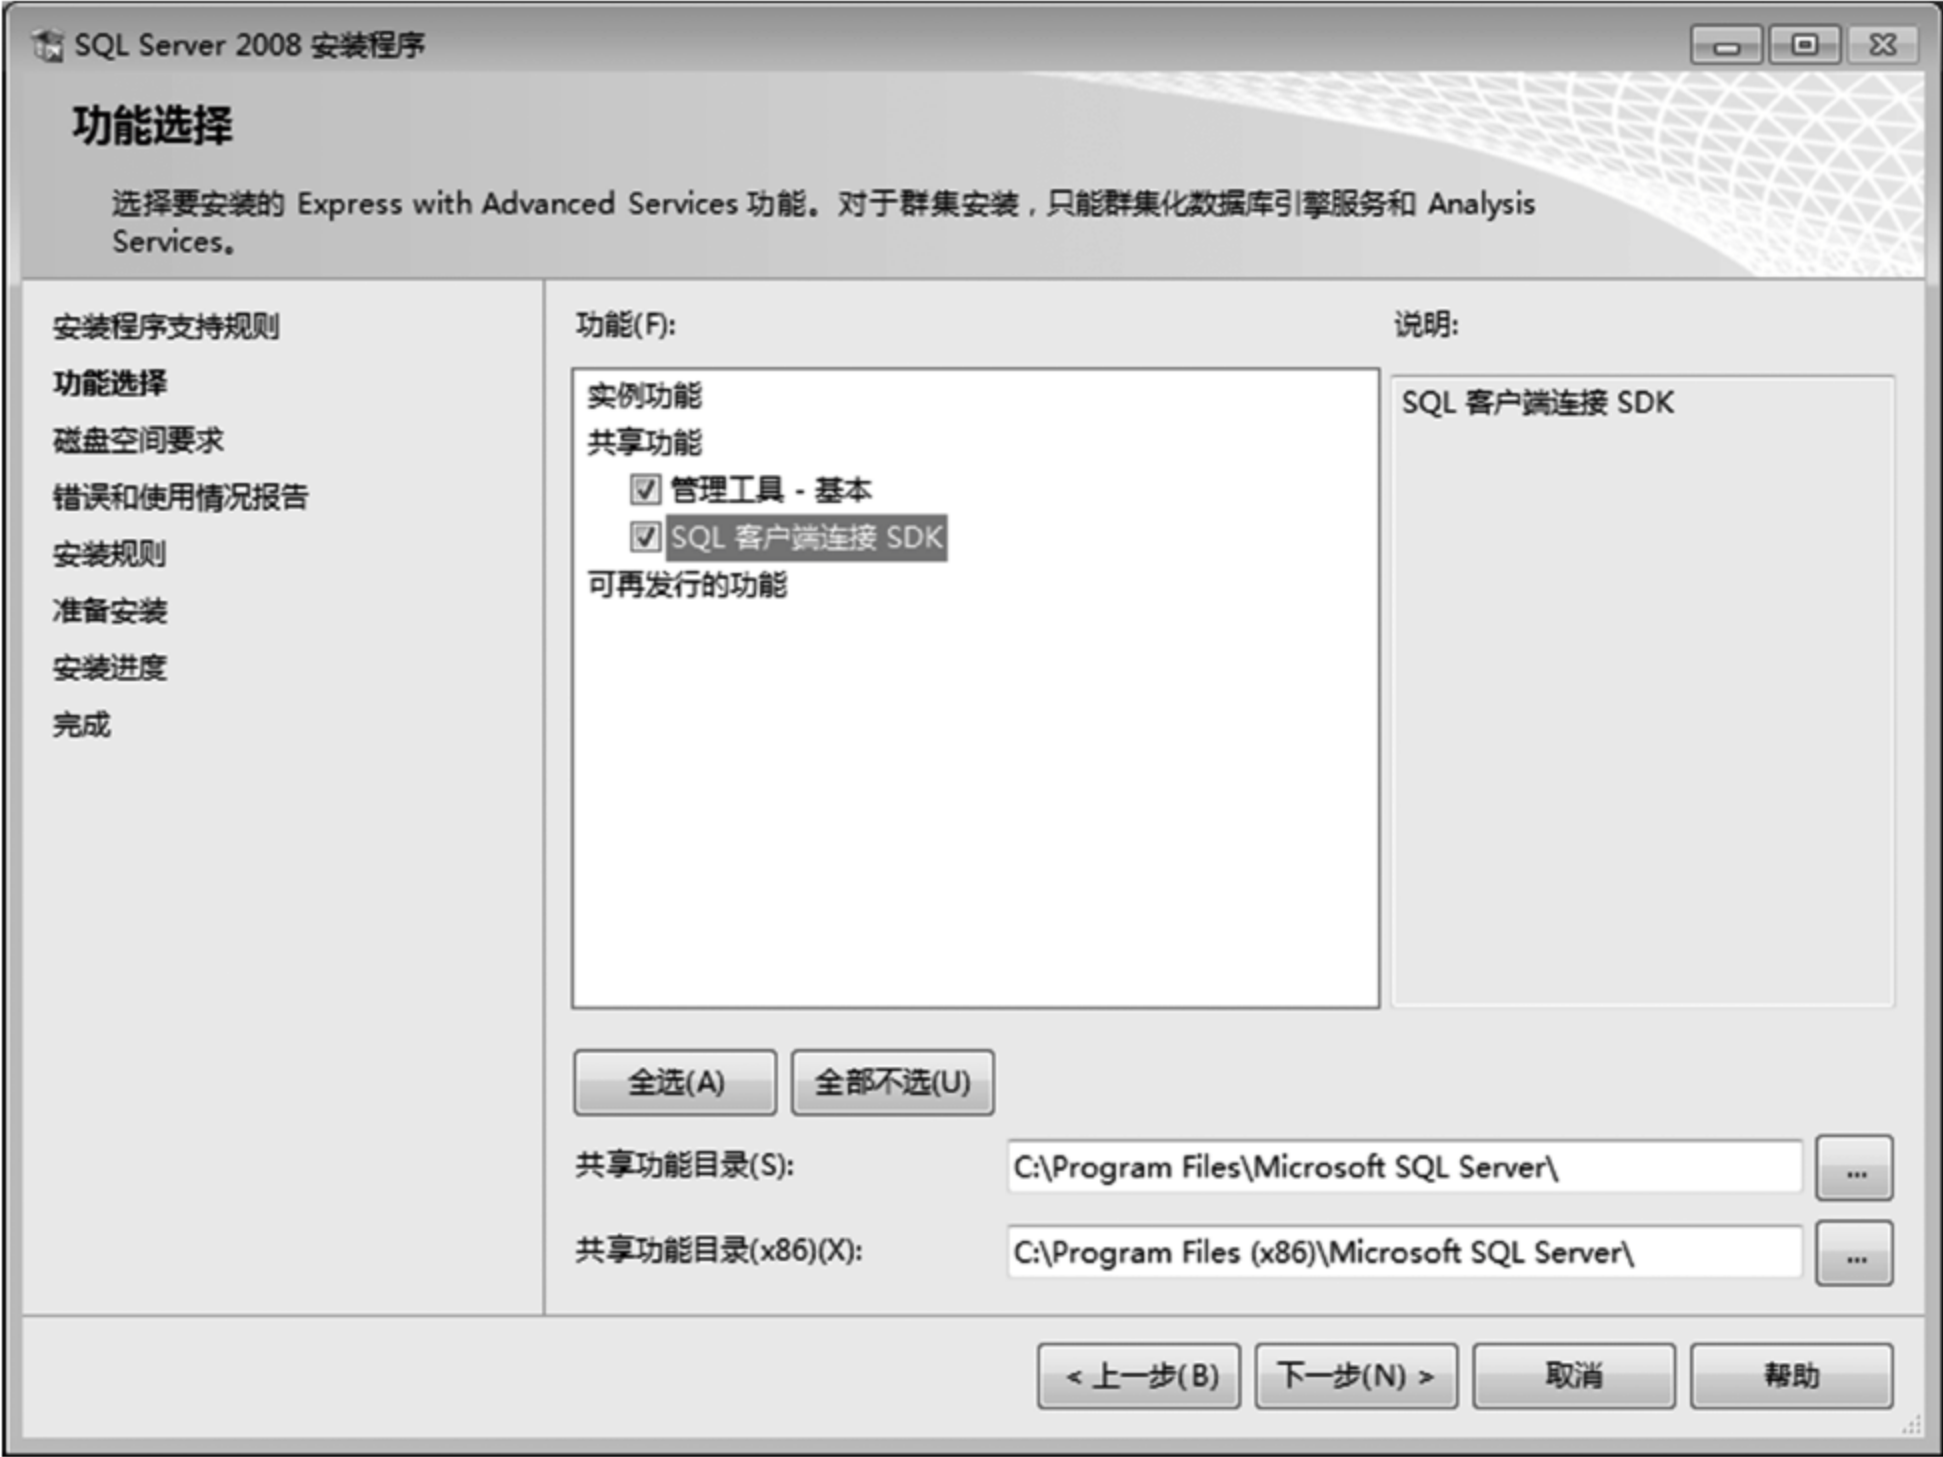 SQL Server 2008 安装程序
功能选择
选择要安装的 Express with Advanced Services 功能。对于群集安装，只能群集化数据库引擎服务和 Analysis
Services。
安装程序支持规则
功能选择
磁盘空间要求
错误和使用情况报告
安装规则
准备安装
安装进度
完成
功能(F):
实例功能
共享功能
管理工具 - 基本
SQL 客户端连接 SDK
可再发行的功能
说明:
SQL 客户端连接 SDK
全选(A)
全部不选(U)
共享功能目录(S):
C:\Program Files\Microsoft SQL Server\
...
共享功能目录(x86)(X):
C:\Program Files (x86)\Microsoft SQL Server\
...
< 上一步(B)
下一步(N) >
取消
帮助